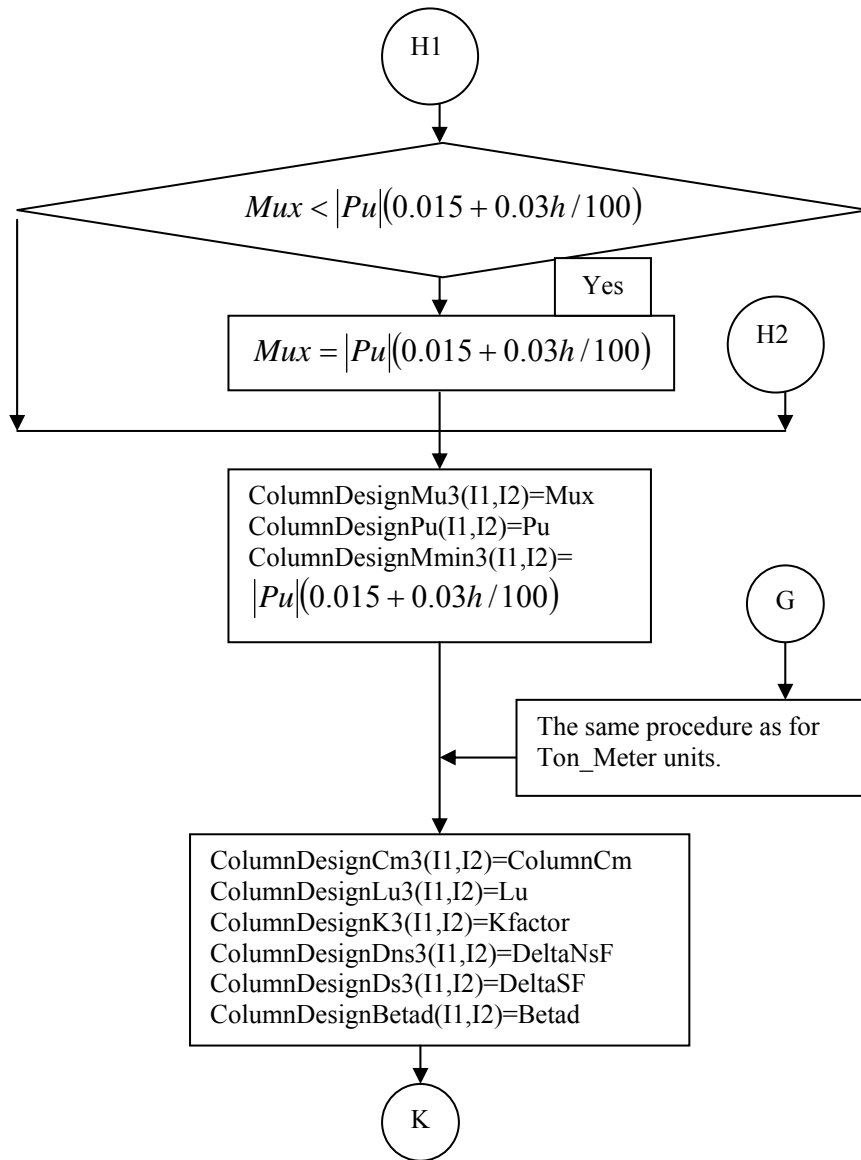 H1
Mux < |Pu|(0.015 + 0.03h / 100)
Yes
Mux = |Pu|(0.015 + 0.03h / 100)
H2
ColumnDesignMu3(I1,I2)=Mux
ColumnDesignPu(I1,I2)=Pu
ColumnDesignMmin3(I1,I2)=
|Pu|(0.015 + 0.03h / 100)
G
The same procedure as for
Ton_Meter units.
ColumnDesignCm3(I1,I2)=ColumnCm
ColumnDesignLu3(I1,I2)=Lu
ColumnDesignK3(I1,I2)=Kfactor
ColumnDesignDns3(I1,I2)=DeltaNsF
ColumnDesignDs3(I1,I2)=DeltaSF
ColumnDesignBetad(I1,I2)=Betad
K